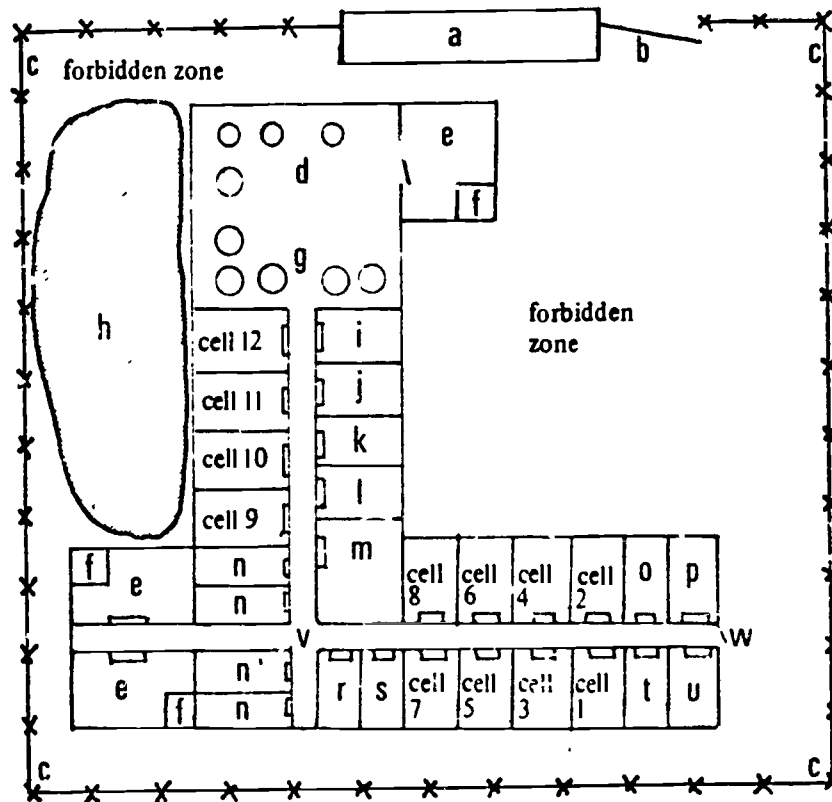 a
b
c
c
forbidden zone
d
e
f
g
h
forbidden
zone
cell 12
i
cell 11
j
cell 10
k
cell 9
l
m
f
e
n
n
cell
8
cell
6
cell
4
cell
2
o
p
v
w
e
f
n
n
r
s
cell
7
cell
5
cell
3
cell
1
t
u
c
c